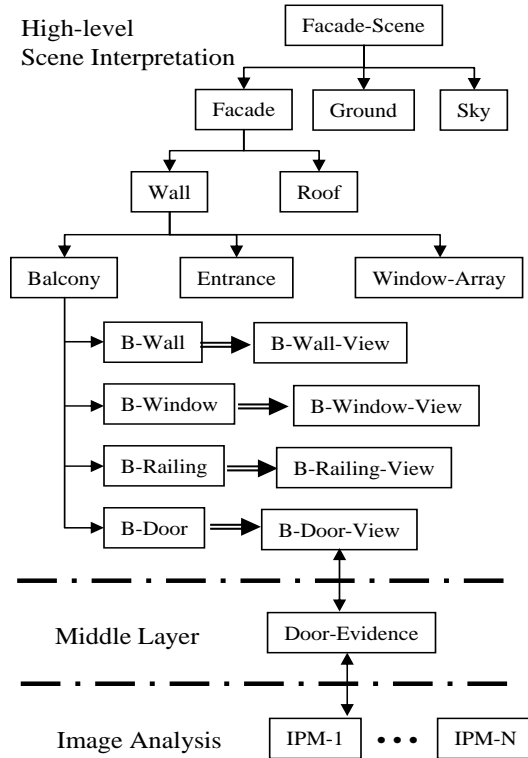 High-level
Scene Interpretation
Facade-Scene
Facade
Ground
Sky
Wall
Roof
Balcony
Entrance
Window-Array
B-Wall
B-Wall-View
B-Window
B-Window-View
B-Railing
B-Railing-View
B-Door
B-Door-View
Middle Layer
Door-Evidence
Image Analysis
IPM-1
• • •
IPM-N